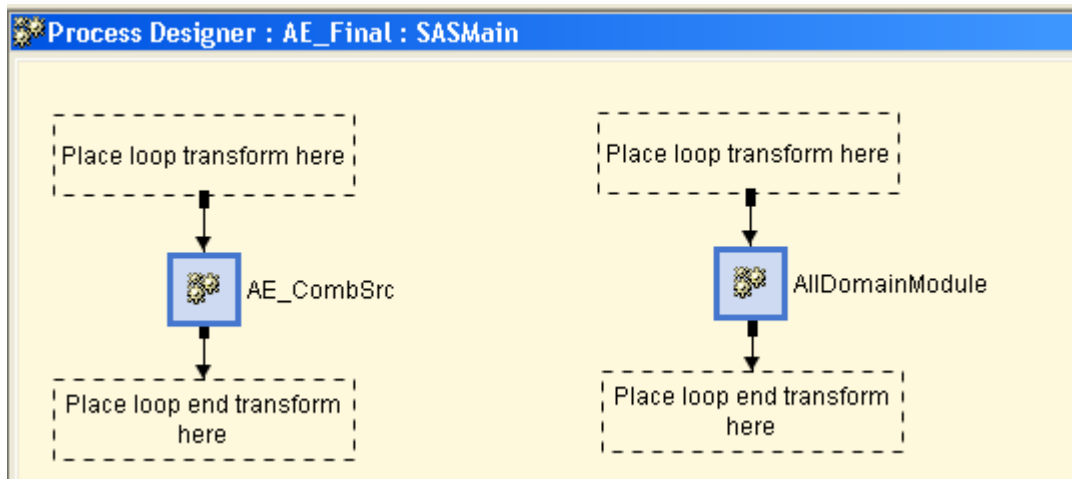 Process Designer : AE_Final : SASMain
Place loop transform here
Place loop transform here
AE_CombSrc
AllDomainModule
Place loop end transform
here
Place loop end transform
here